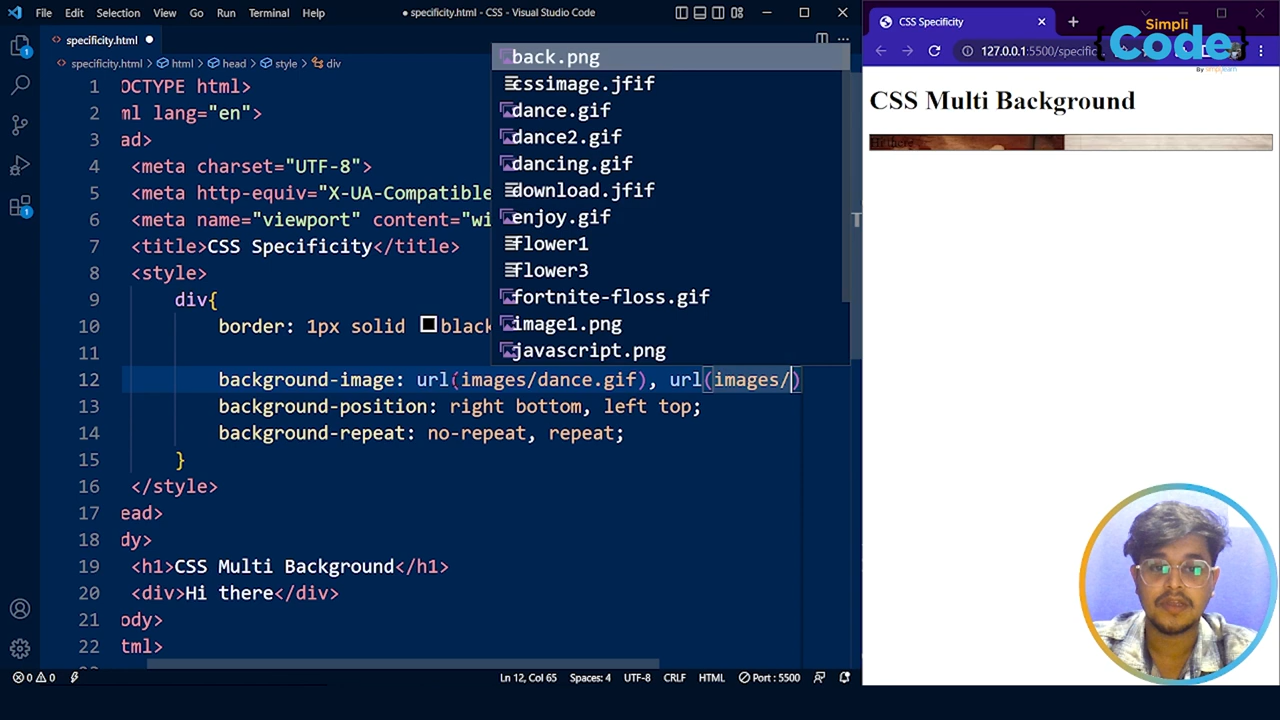 File Edit Selection View Go Run Terminal Help
● specificity.html - CSS - Visual Studio Code
specificity.html ●
specificity.html > html > head > style > div
1 OCTYPE html>
2 ml lang="en">
3 ad>
4 <meta charset="UTF-8">
5 <meta http-equiv="X-UA-Compatible
6 <meta name="viewport" content="wi
7 <title>CSS Specificity</title>
8 <style>
9 div{
10 border: 1px solid black
11
12 background-image: url(images/dance.gif), url(images/)
13 background-position: right bottom, left top;
14 background-repeat: no-repeat, repeat;
15 }
16 </style>
17 ead>
18 dy>
19 <h1>CSS Multi Background</h1>
20 <div>Hi there</div>
21 ody>
22 tml>
back.png
cssimage.jfif
dance.gif
dance2.gif
dancing.gif
download.jfif
enjoy.gif
flower1
flower3
fortnite-floss.gif
image1.png
javascript.png
1
1
0 0
Ln 12, Col 65 Spaces: 4 UTF-8 CRLF HTML Port : 5500
CSS Specificity
127.0.0.1:5500/specific
Simpli
{Code}
By simplilearn
CSS Multi Background
Hi there